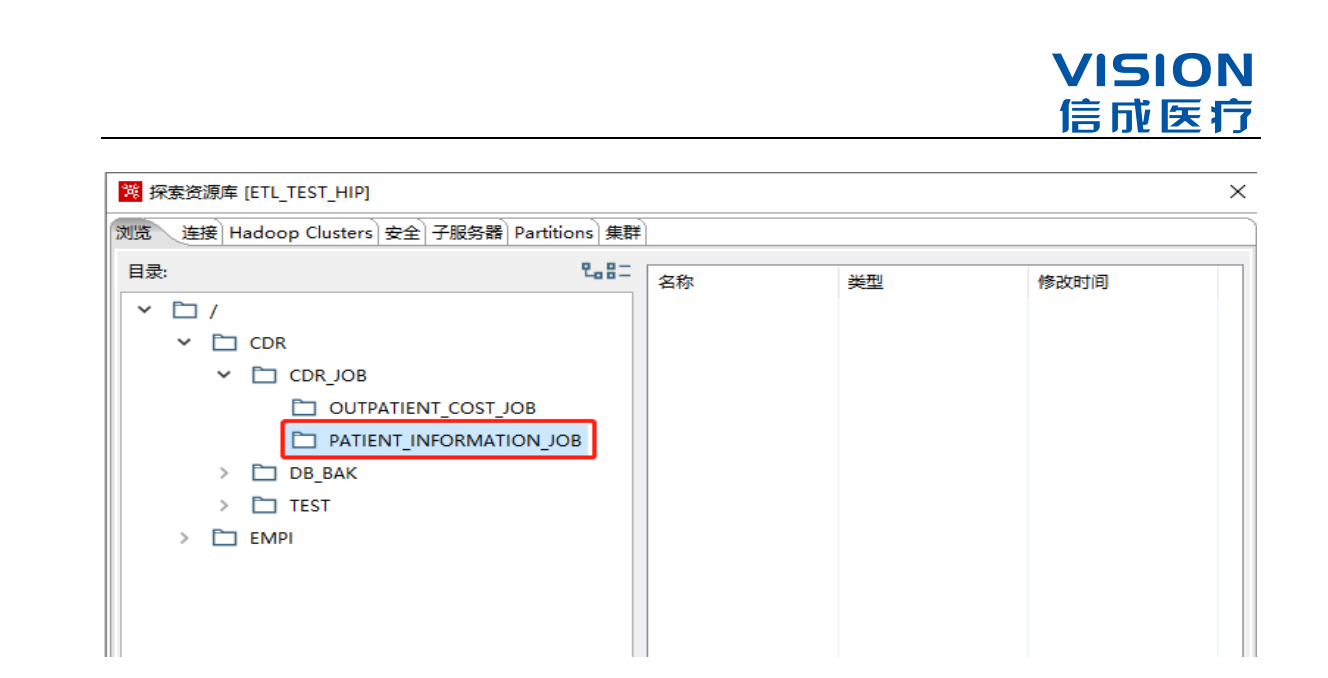 VISION
信成医疗
探索资源库 [ETL_TEST_HIP]
浏览 连接 Hadoop Clusters 安全 子服务器 Partitions 集群
目录:
名称 类型 修改时间
/
CDR
CDR_JOB
OUTPATIENT_COST_JOB
PATIENT_INFORMATION_JOB
DB_BAK
TEST
EMPI